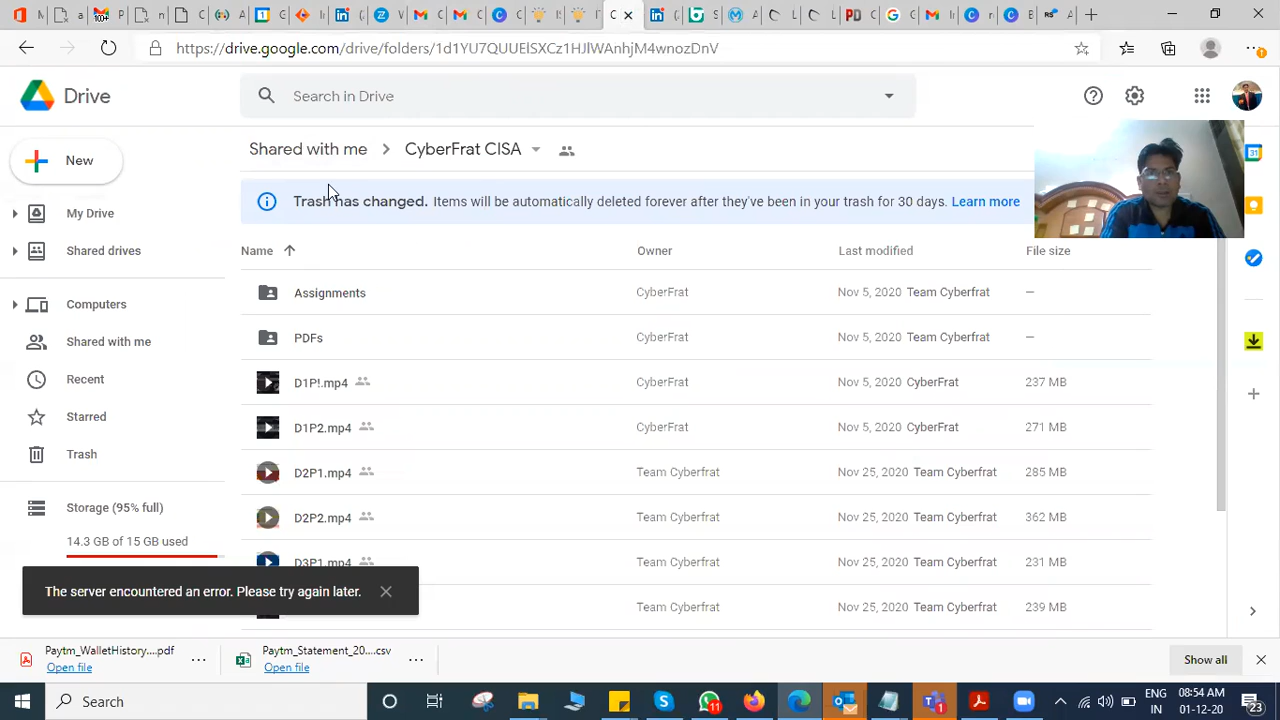 https://drive.google.com/drive/folders/1d1YU7QUUElSXCz1HJlWAnhjM4wnozDnV
Drive
Search in Drive
New
Shared with me CyberFrat CISA
Trash has changed. Items will be automatically deleted forever after they've been in your trash for 30 days. Learn more
My Drive
Shared drives
Computers
Shared with me
Recent
Starred
Trash
Storage (95% full)
14.3 GB of 15 GB used
Name Owner Last modified File size
Assignments CyberFrat Nov 5, 2020 Team Cyberfrat —
PDFs CyberFrat Nov 5, 2020 Team Cyberfrat —
D1P!.mp4 CyberFrat Nov 5, 2020 CyberFrat 237 MB
D1P2.mp4 CyberFrat Nov 5, 2020 CyberFrat 271 MB
D2P1.mp4 Team Cyberfrat Nov 25, 2020 Team Cyberfrat 285 MB
D2P2.mp4 Team Cyberfrat Nov 25, 2020 Team Cyberfrat 362 MB
D3P1.mp4 Team Cyberfrat Nov 25, 2020 Team Cyberfrat 231 MB
Team Cyberfrat Nov 25, 2020 Team Cyberfrat 239 MB
The server encountered an error. Please try again later.
Paytm_WalletHistory....pdf
Open file
Paytm_Statement_20....csv
Open file
Show all
Search
11
1
ENG
IN
08:54 AM
01-12-20
23
31